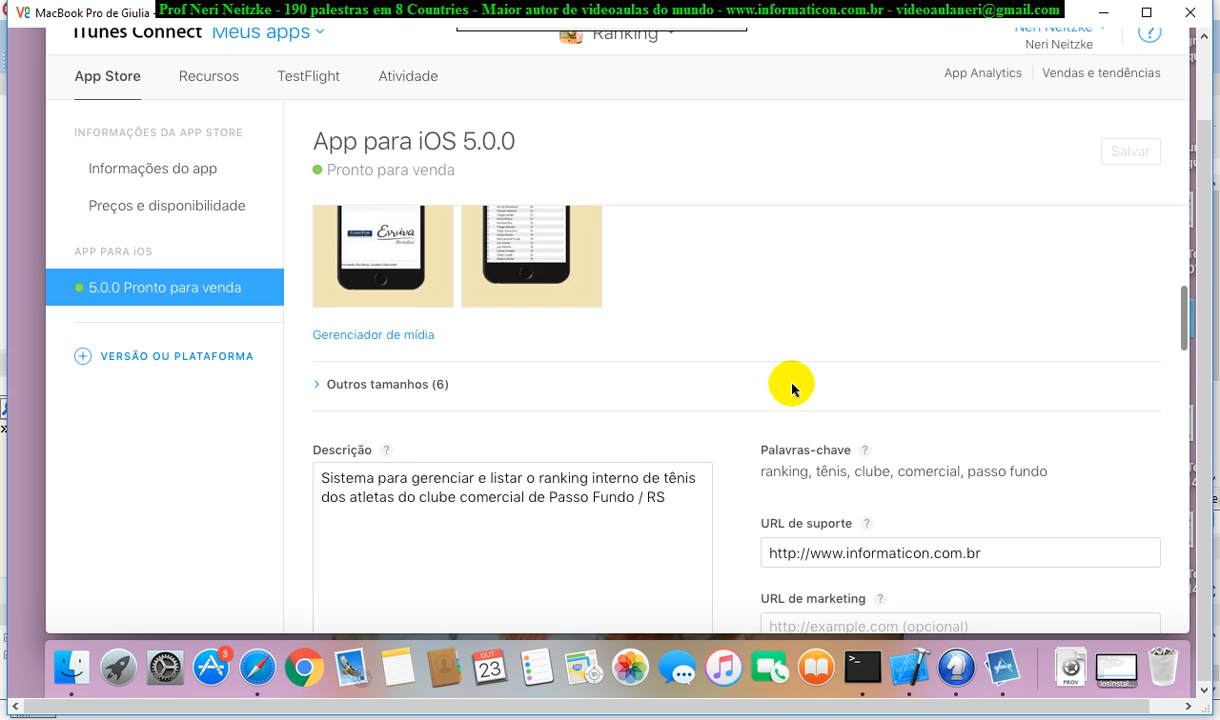 MacBook Pro de Giulia -
Prof Neri Neitzke - 190 palestras em 8 Countries - Maior autor de videoaulas do mundo - www.informaticon.com.br - videoaulaneri@gmail.com
iTunes Connect Meus apps
Ranking
Neri Neitzke
Neri Neitzke
?
App Store Recursos TestFlight Atividade
App Analytics Vendas e tendências
INFORMAÇÕES DA APP STORE
Informações do app
Preços e disponibilidade
APP PARA iOS
5.0.0 Pronto para venda
VERSÃO OU PLATAFORMA
App para iOS 5.0.0
Pronto para venda
Salvar
Gerenciador de mídia
Outros tamanhos (6)
Descrição ?
Sistema para gerenciar e listar o ranking interno de tênis
dos atletas do clube comercial de Passo Fundo / RS
Palavras-chave ?
ranking, tênis, clube, comercial, passo fundo
URL de suporte ?
http://www.informaticon.com.br
URL de marketing ?
http://example.com (opcional)
3
OCT
23
PROV